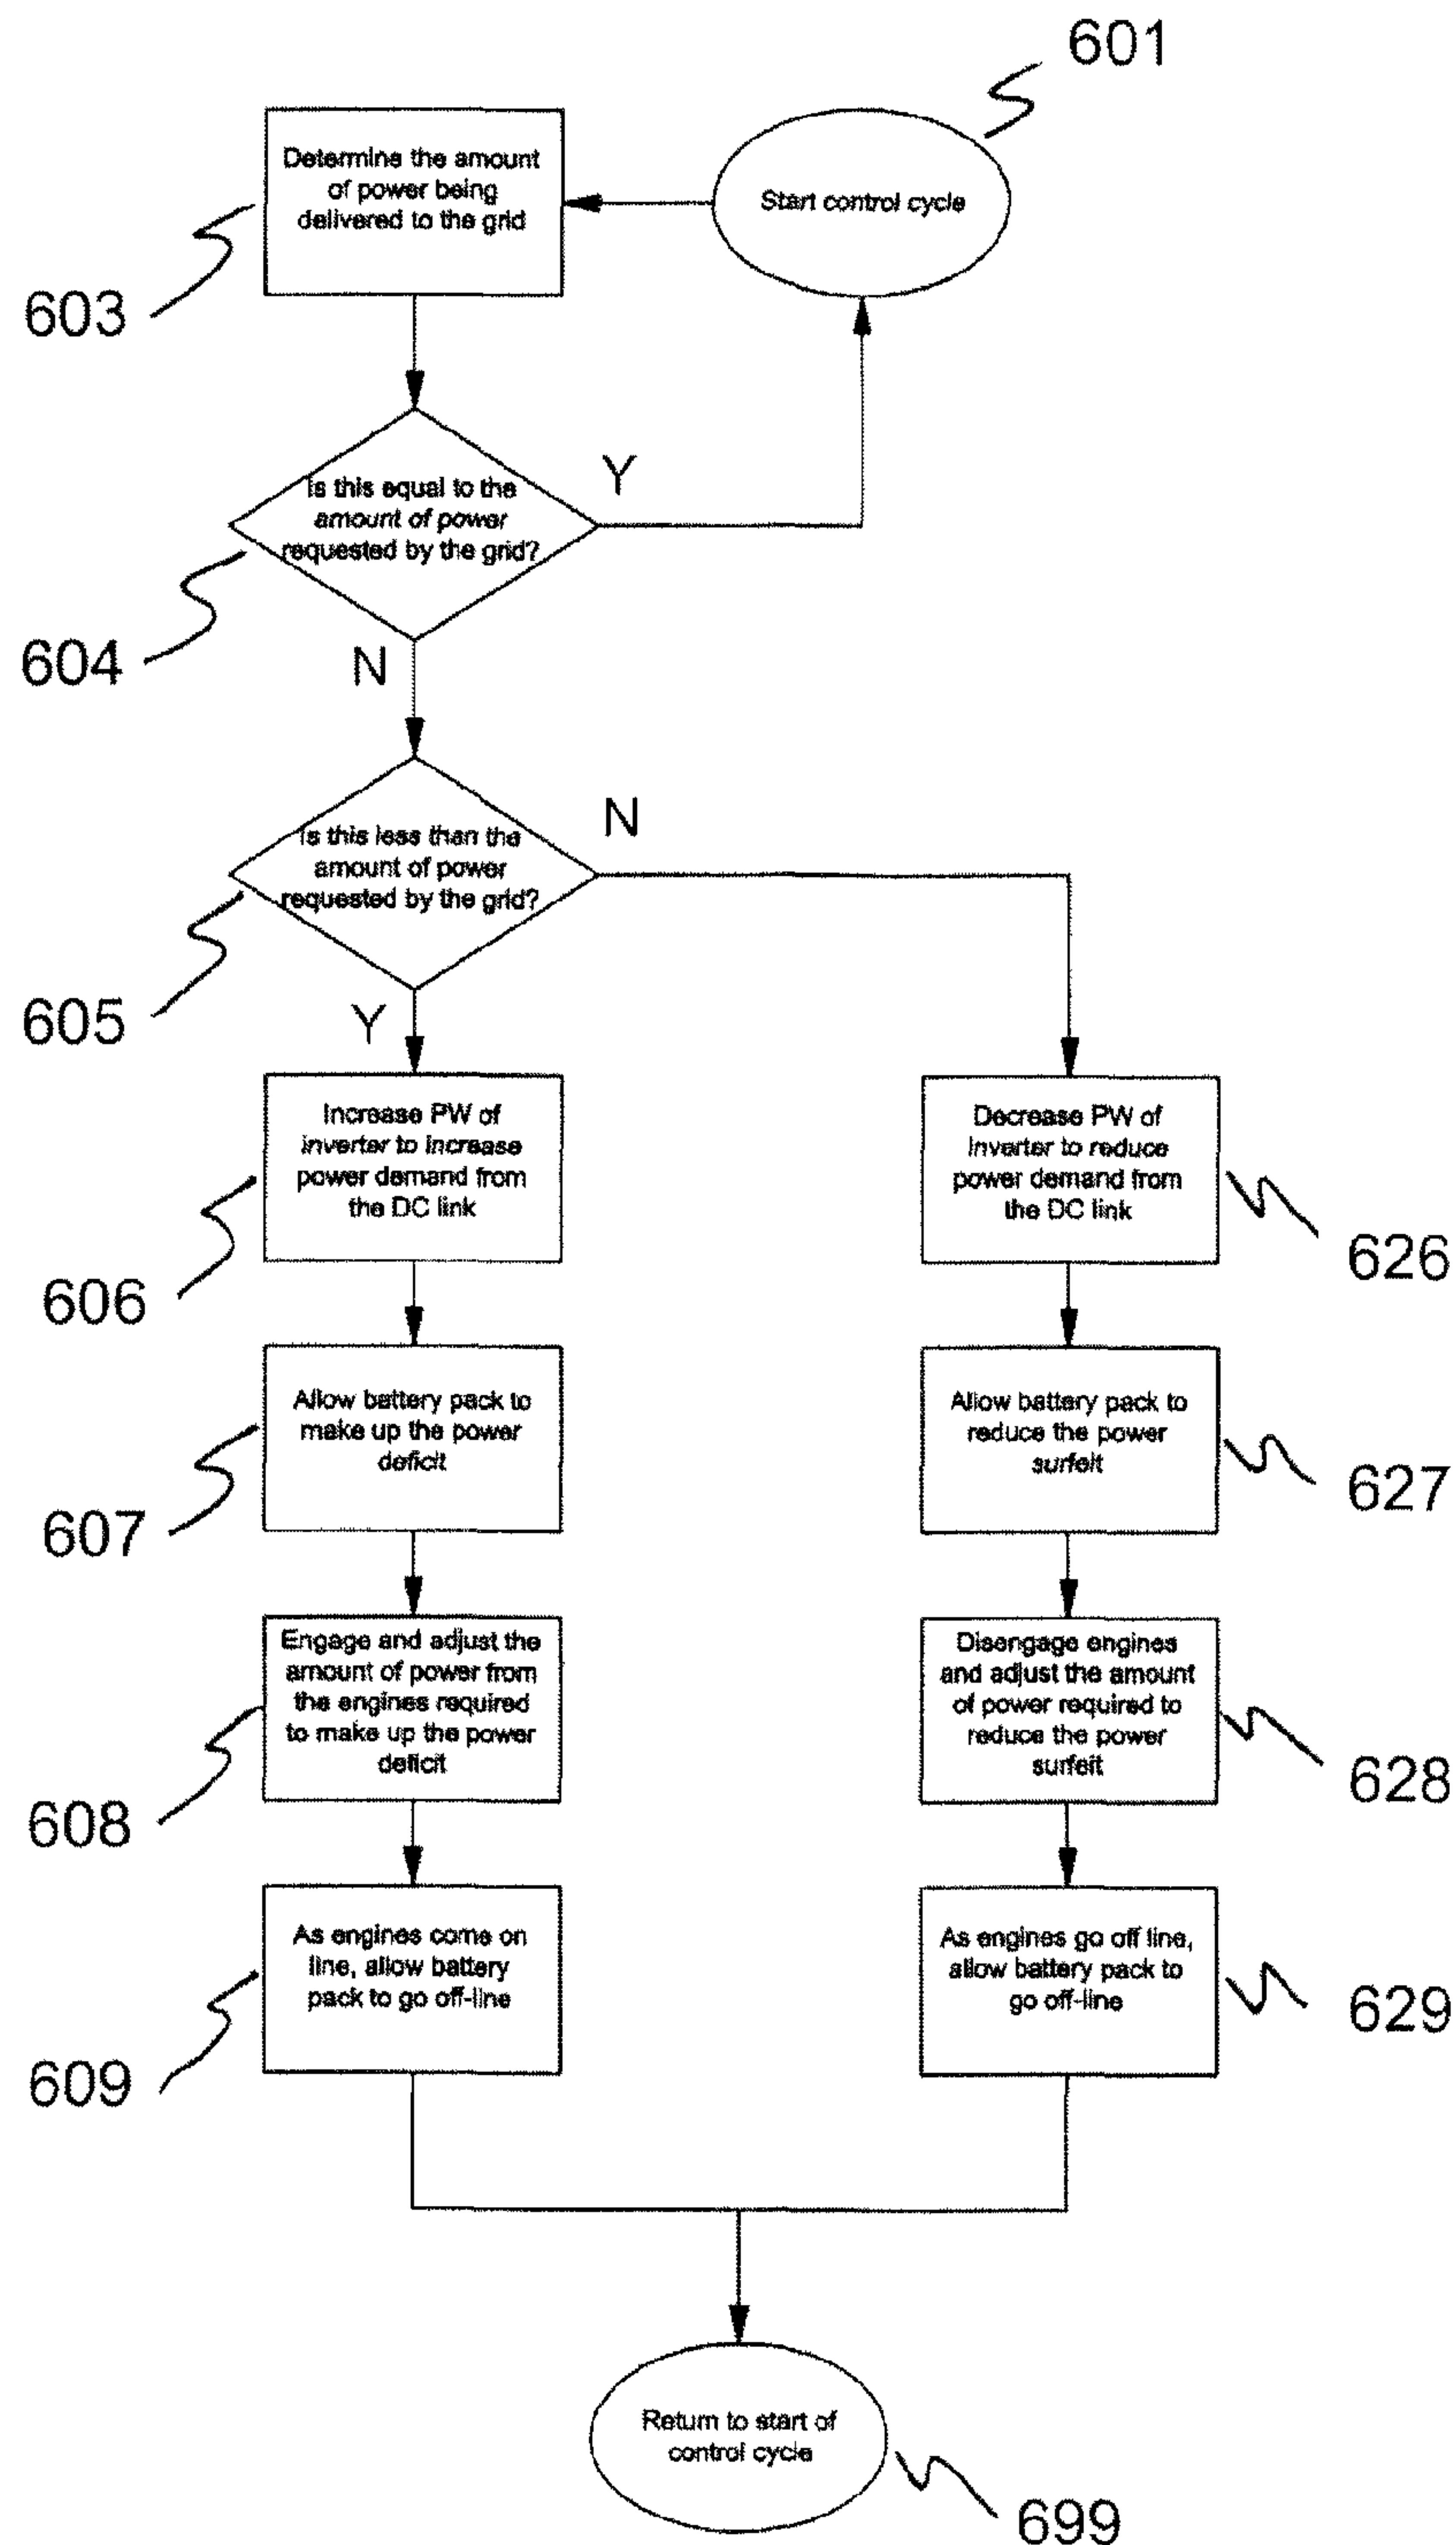 601
Determine the amount
of power being
delivered to the grid
Start control cycle
603
Is this equal to the
amount of power
requested by the grid?
Y
604
N
Is this less than the
amount of power
requested by the grid?
N
605
Y
Increase PW of
inverter to increase
power demand from
the DC link
Decrease PW of
inverter to reduce
power demand from
the DC link
606
626
Allow battery pack to
make up the power
deficit
Allow battery pack to
reduce the power
surfeit
607
627
Engage and adjust the
amount of power from
the engines required
to make up the power
deficit
Disengage engines
and adjust the amount
of power required to
reduce the power
surfeit
608
628
As engines come on
line, allow battery
pack to go off-line
As engines go off line,
allow battery pack to
go off-line
609
629
Return to start of
control cycle
699